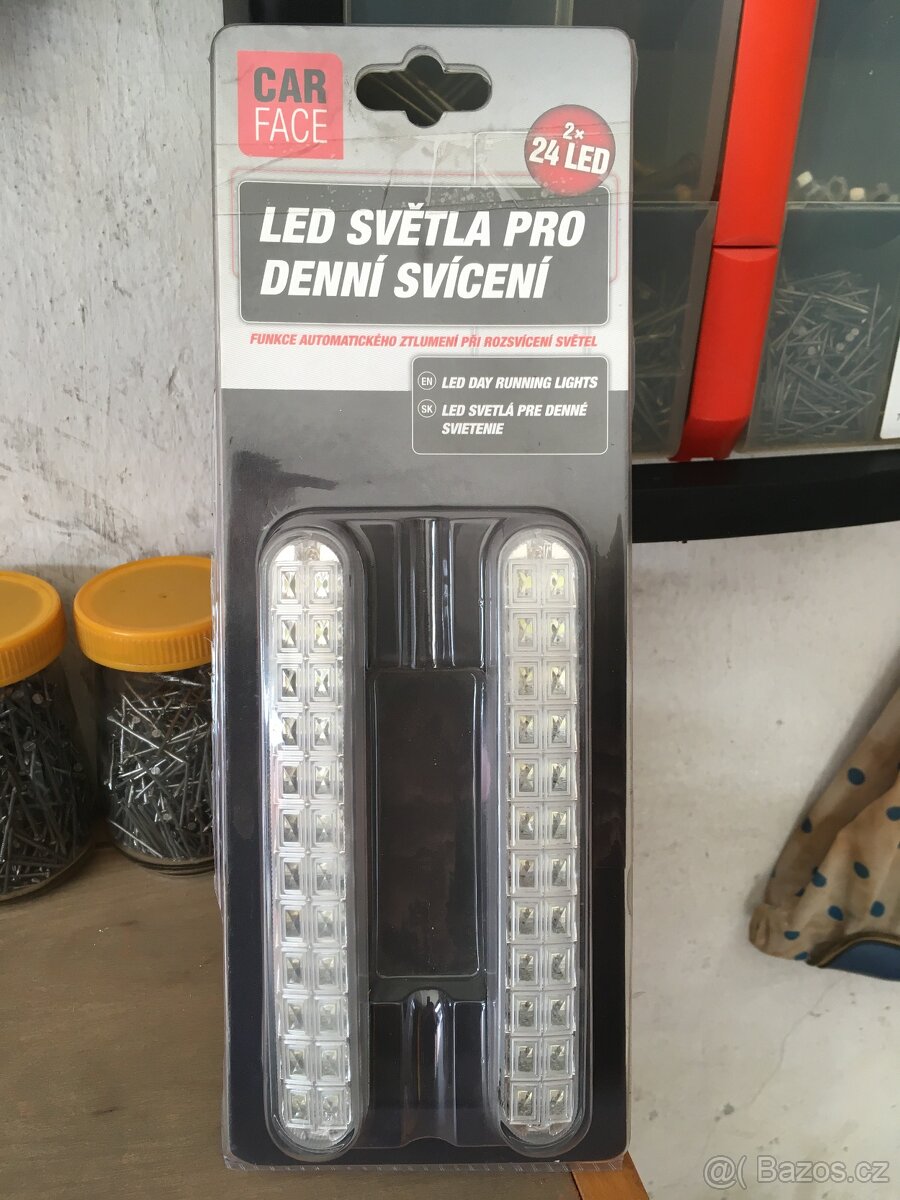 CAR
FACE
2×
24 LED
LED SVĚTLA PRO
DENNÍ SVÍCENÍ
FUNKCE AUTOMATICKÉHO ZTLUMENÍ PŘI ROZSVÍCENÍ SVĚTEL
EN LED DAY RUNNING LIGHTS
SK LED SVETLÁ PRE DENNÉ
SVIETENIE
@( Bazos.cz